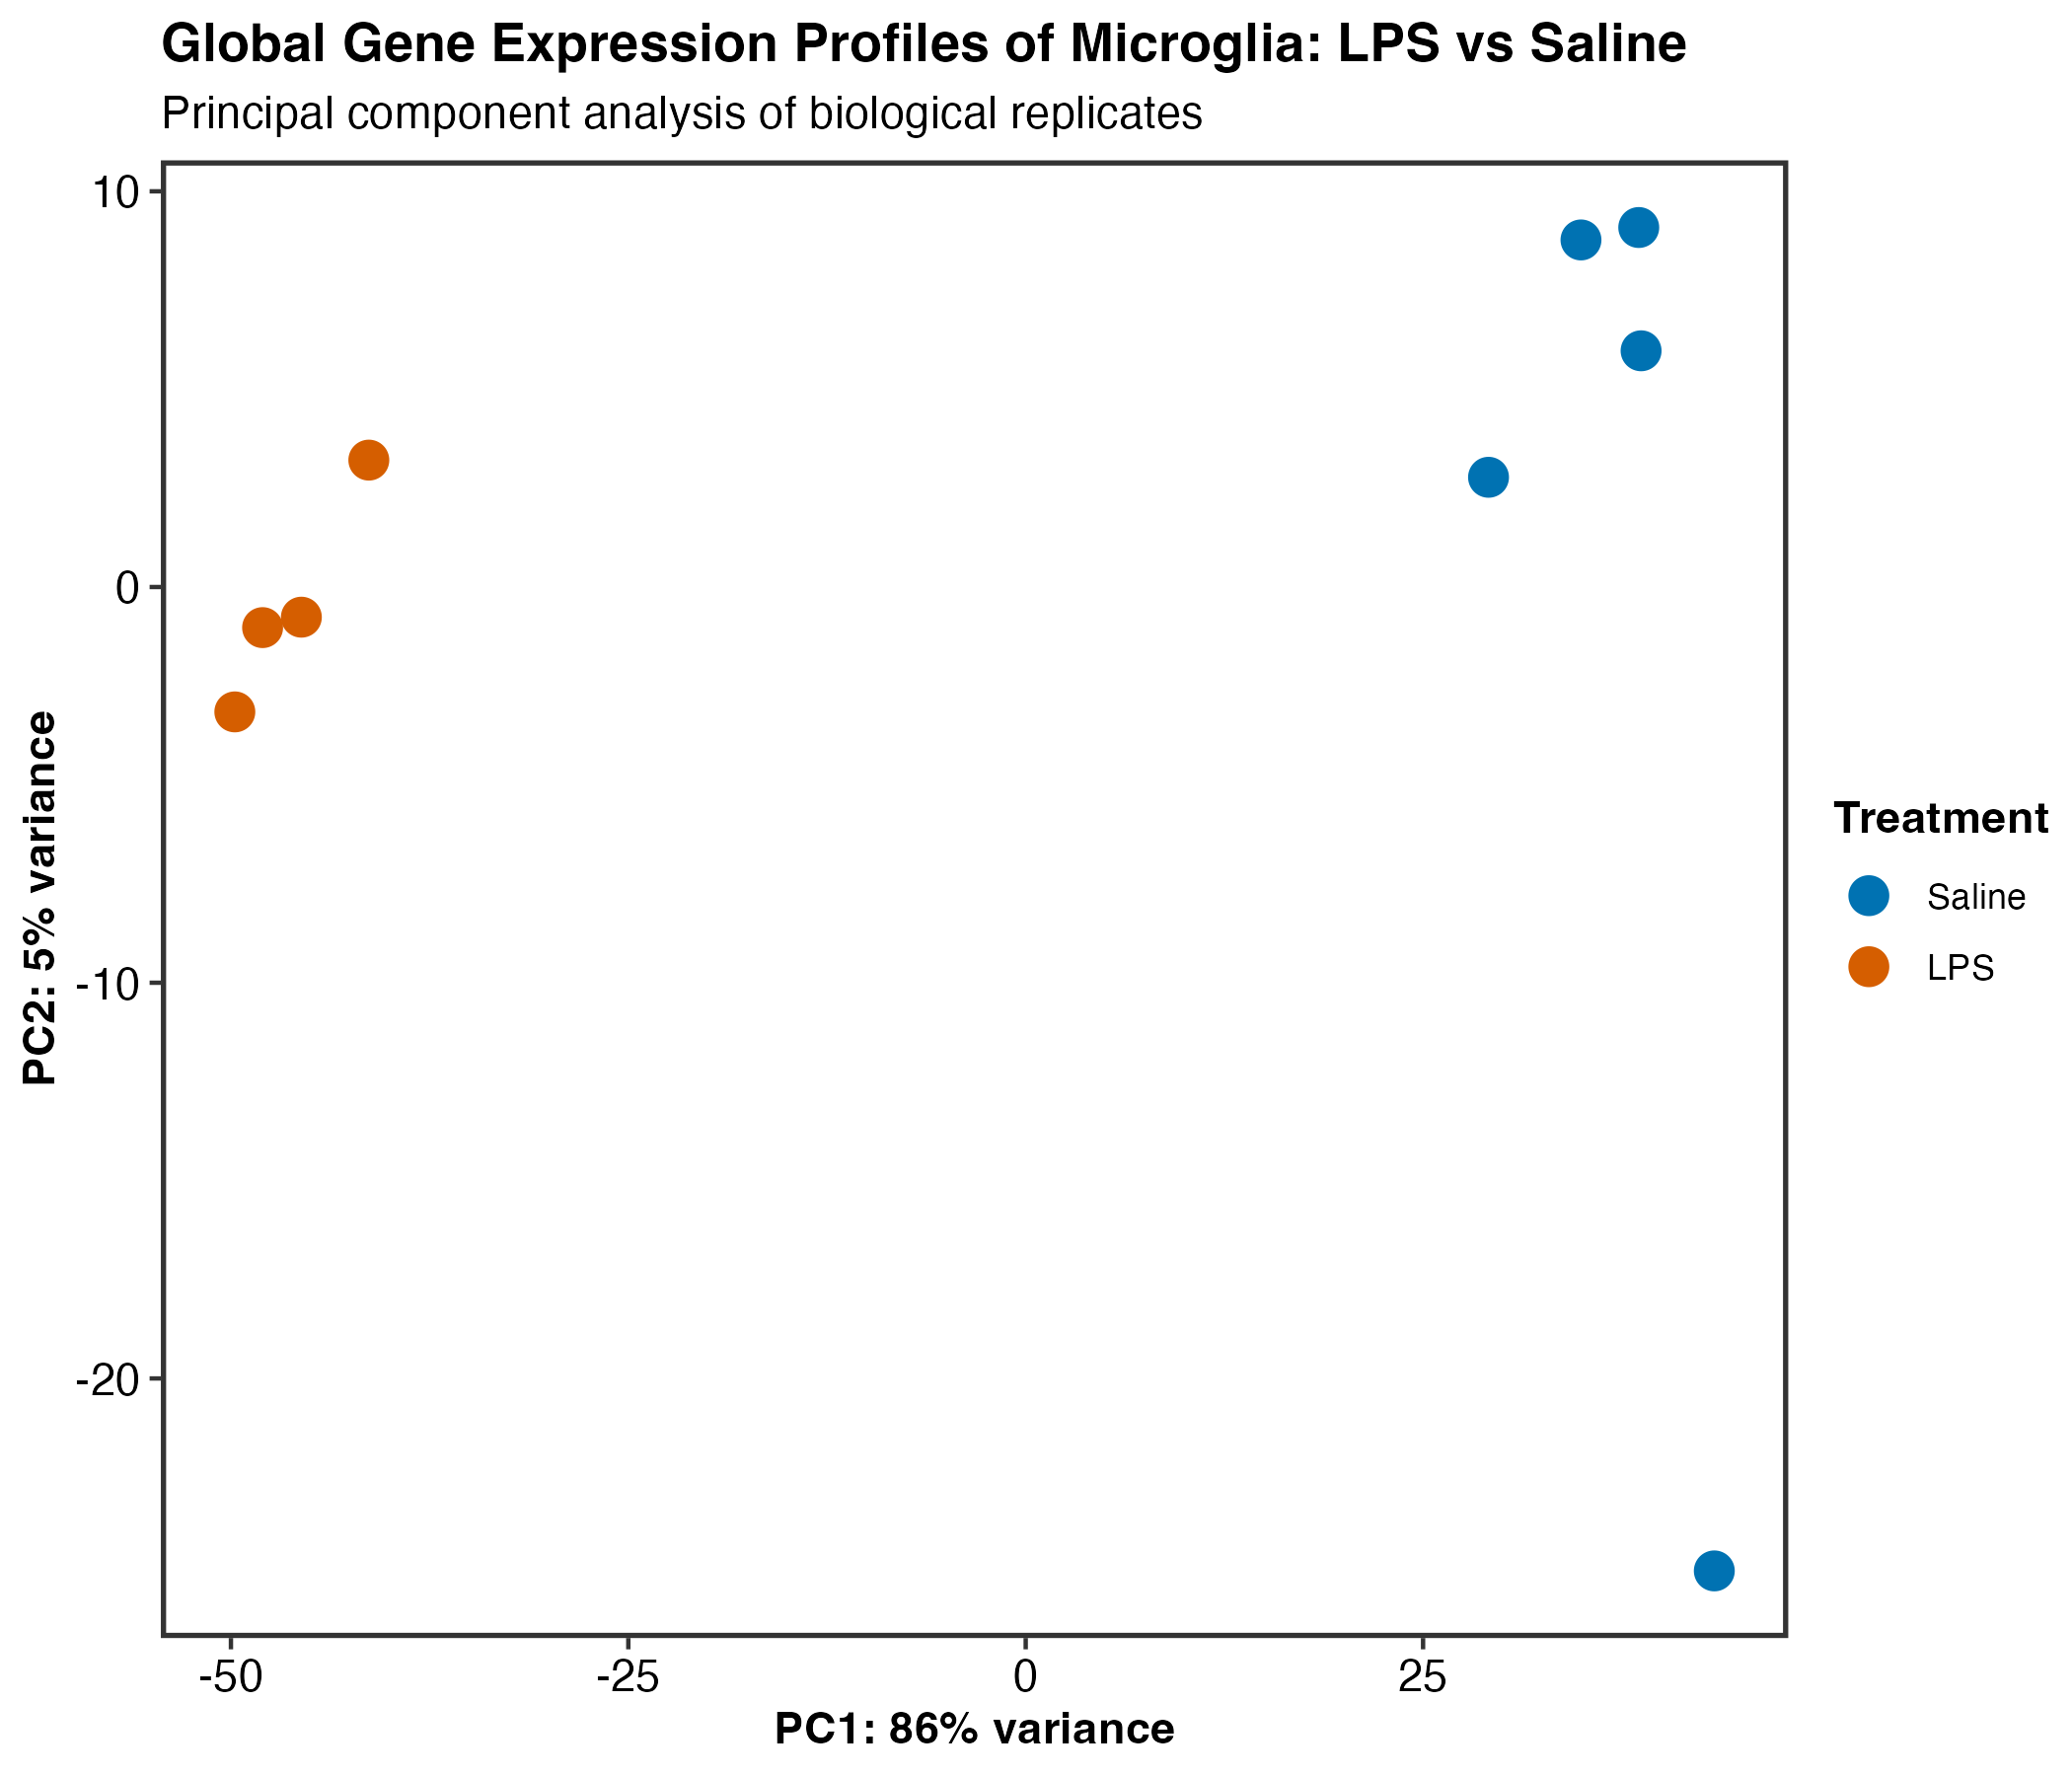 Global Gene Expression Profiles of Microglia: LPS vs Saline
Principal component analysis of biological replicates
10
0
-10
-20
PC2: 5% variance
-50
-25
0
25
PC1: 86% variance
Treatment
Saline
LPS